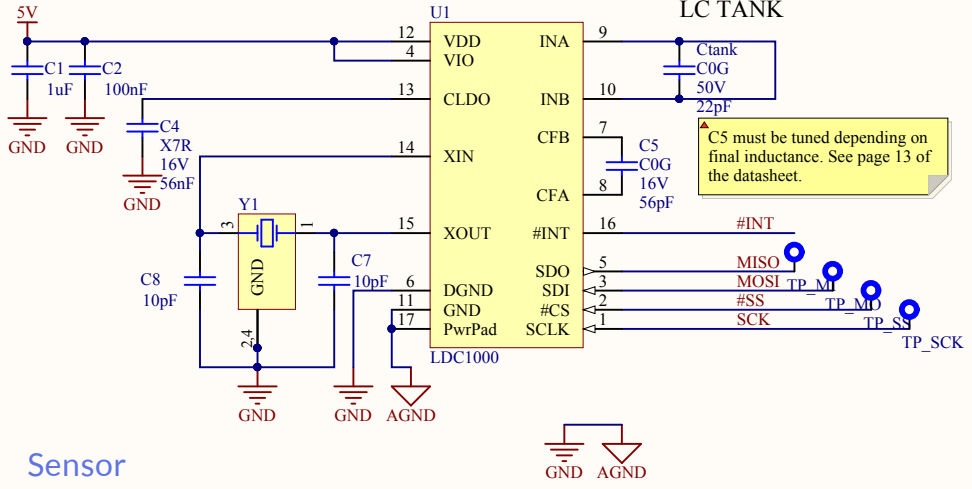 5V
U1
LC TANK
12 VDD
4 VIO
13 CLDO
14 XIN
15 XOUT
6 DGND
11 GND
17 PwrPad
INA 9
INB 10
CFB 7
CFA 8
#INT 16
SDO 5
SDI 3
#CS 2
SCLK 1
LDC1000
C1
1uF
C2
100nF
GND
GND
C4
X7R
16V
56nF
GND
Ctank
C0G
50V
22pF
C5
C0G
16V
56pF
C5 must be tuned depending on
final inductance. See page 13 of
the datasheet.
Y1
3
1
GND
2,4
C8
10pF
C7
10pF
#INT
MISO
MOSI
#SS
SCK
TP_MI
TP_MO
TP_SS
TP_SCK
GND
GND
AGND
GND
AGND
Sensor